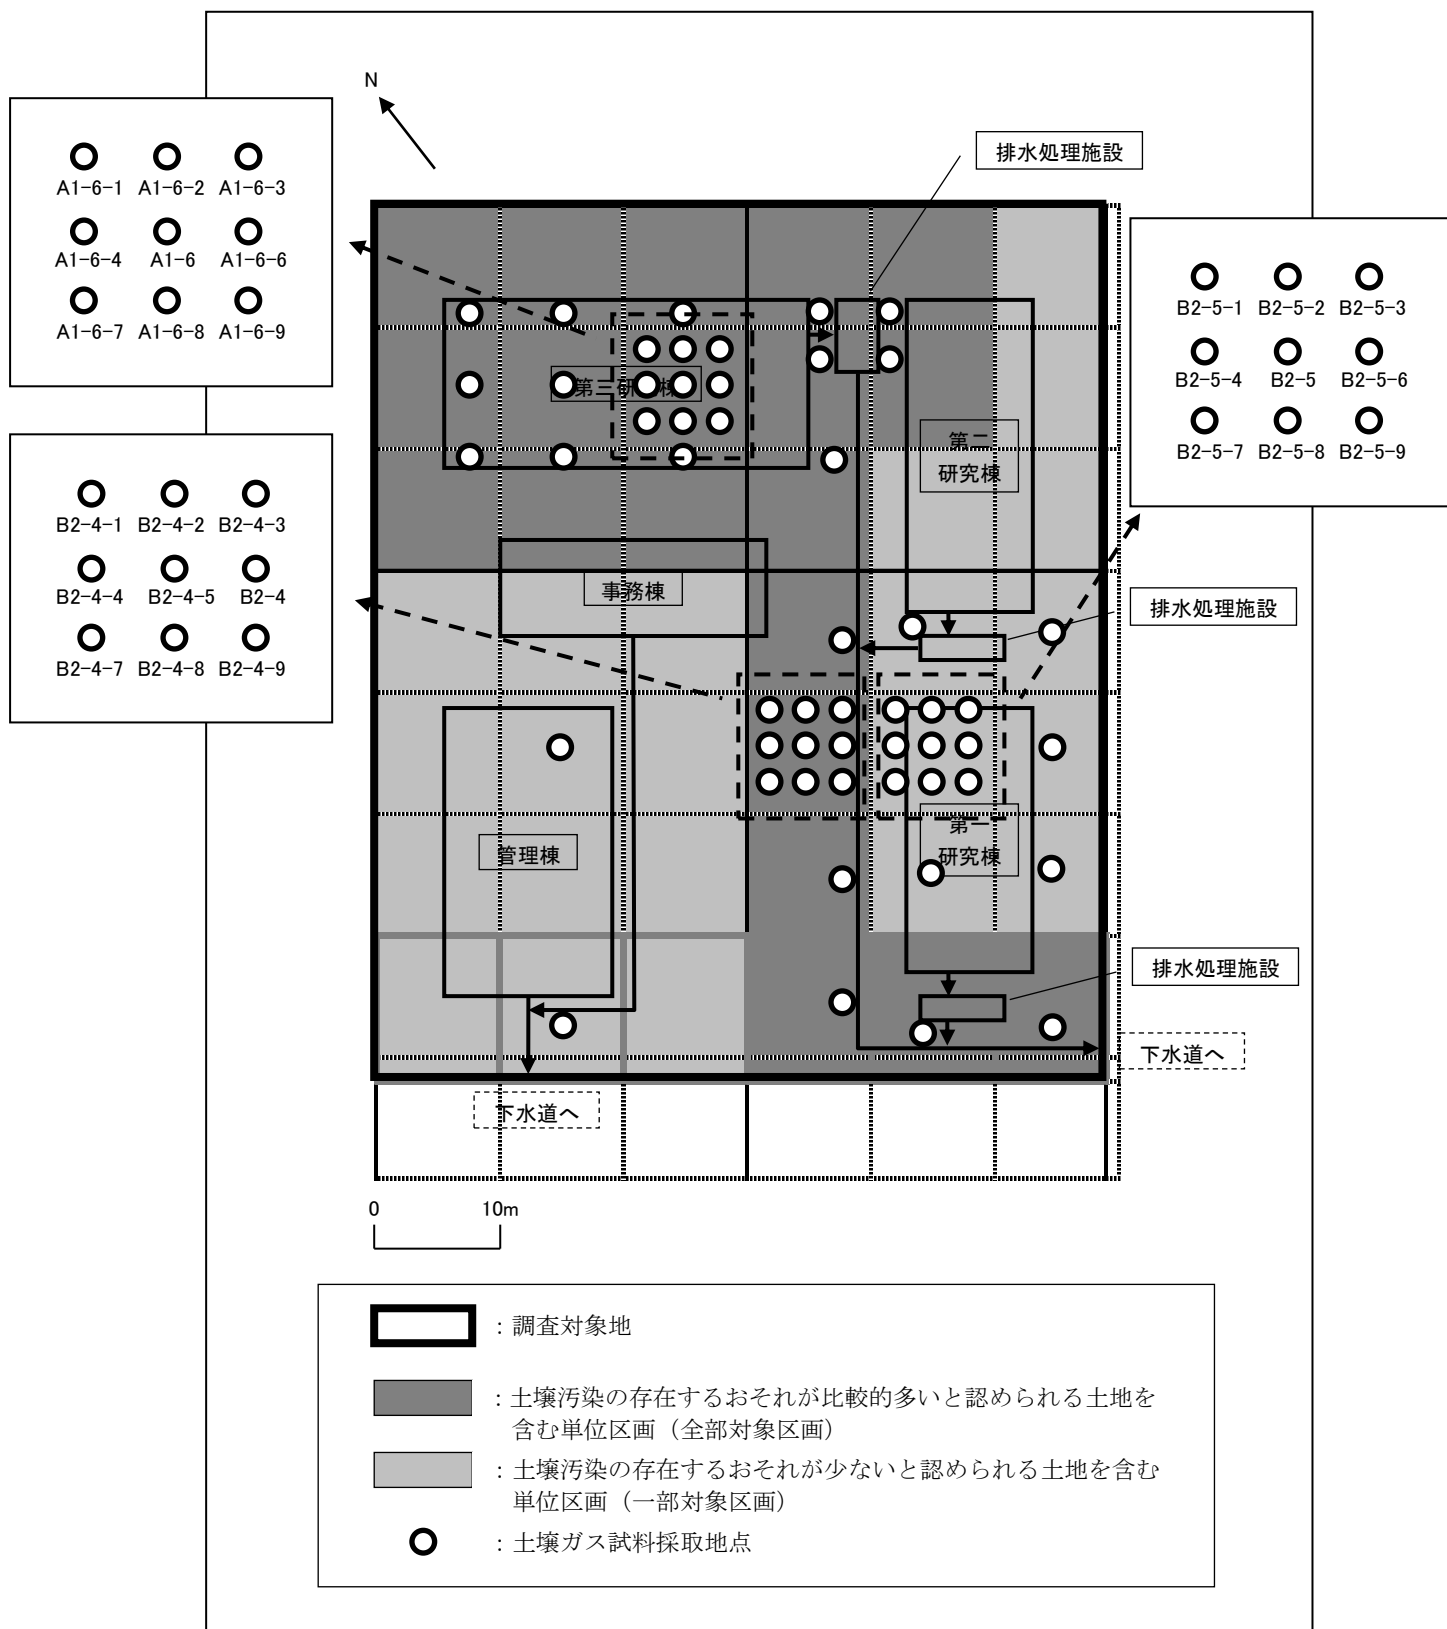 N
排水処理施設
A1-6-1 A1-6-2 A1-6-3
A1-6-4 A1-6 A1-6-6
A1-6-7 A1-6-8 A1-6-9
B2-5-1 B2-5-2 B2-5-3
B2-5-4 B2-5 B2-5-6
B2-5-7 B2-5-8 B2-5-9
第三研究棟
第二
研究棟
B2-4-1 B2-4-2 B2-4-3
B2-4-4 B2-4-5 B2-4
B2-4-7 B2-4-8 B2-4-9
事務棟
排水処理施設
第一
研究棟
管理棟
排水処理施設
下水道へ
下水道へ
0 10m
：調査対象地
：土壌汚染の存在するおそれが比較的多いと認められる土地を
含む単位区画（全部対象区画）
：土壌汚染の存在するおそれが少ないと認められる土地を含む
単位区画（一部対象区画）
：土壌ガス試料採取地点